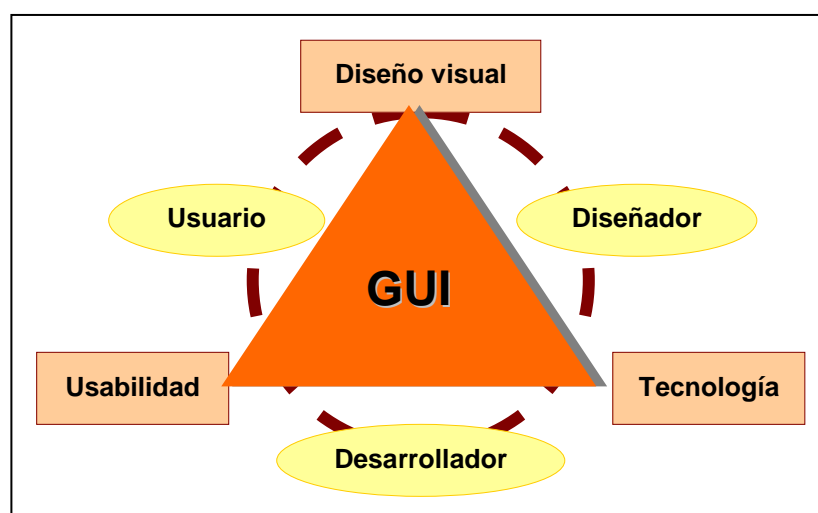 Diseño visual
Usuario
Diseñador
GUI
Usabilidad
Tecnología
Desarrollador